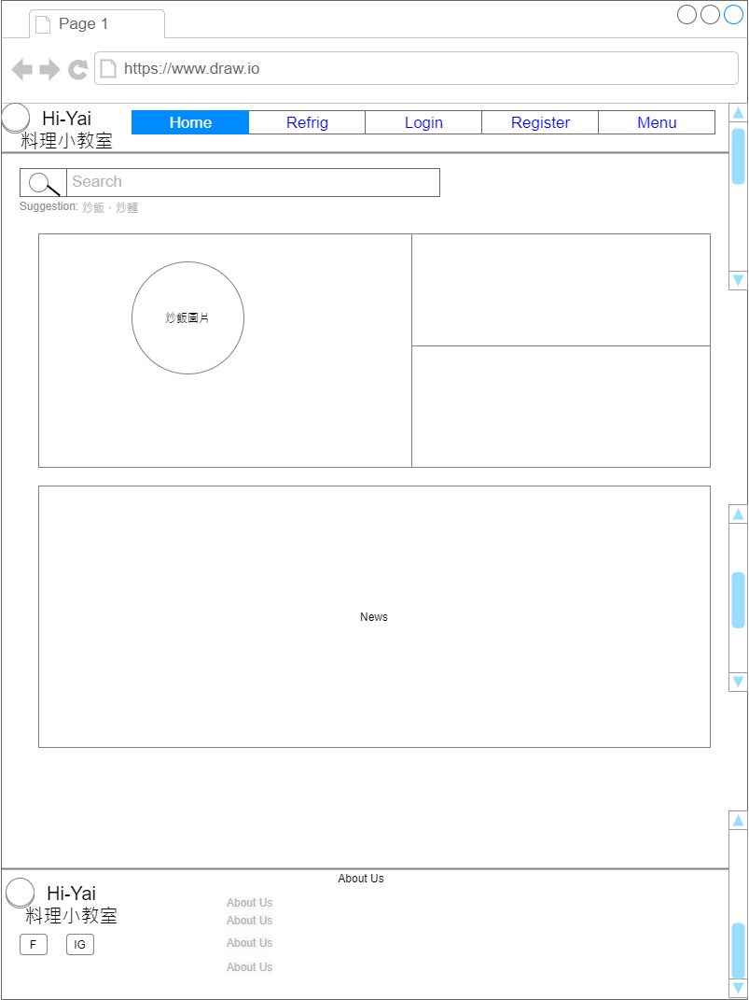 Page 1
https://www.draw.io
Hi-Yai
料理小教室
Home Refrig Login Register Menu
Search
Suggestion: 炒飯、炒麵
炒飯圖片
News
About Us
Hi-Yai
料理小教室
F IG
About Us
About Us
About Us
About Us